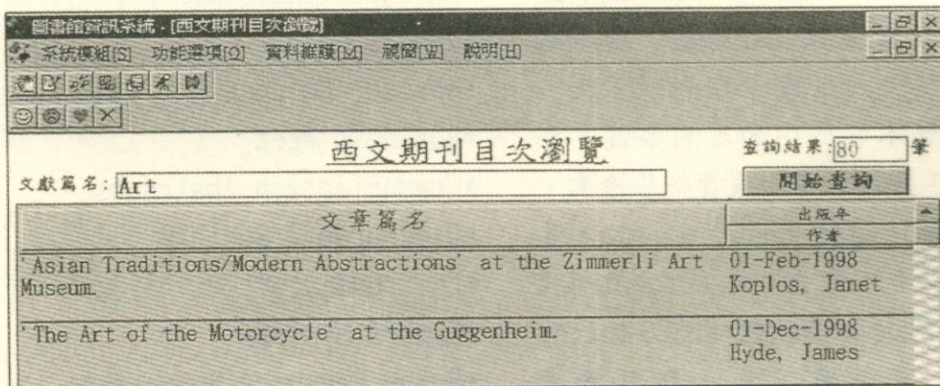 圖書館資訊系統 - [西文期刊目次瀏覽]
系統模組[S] 功能選項[O] 資料維護[M] 視窗[W] 說明[H]
西文期刊目次瀏覽
查詢結果:80 筆
文獻篇名: Art
開始查詢
文章篇名
出版年
作者
'Asian Traditions/Modern Abstractions' at the Zimmerli Art
Museum.
01-Feb-1998
Koplos, Janet
'The Art of the Motorcycle' at the Guggenheim.
01-Dec-1998
Hyde, James